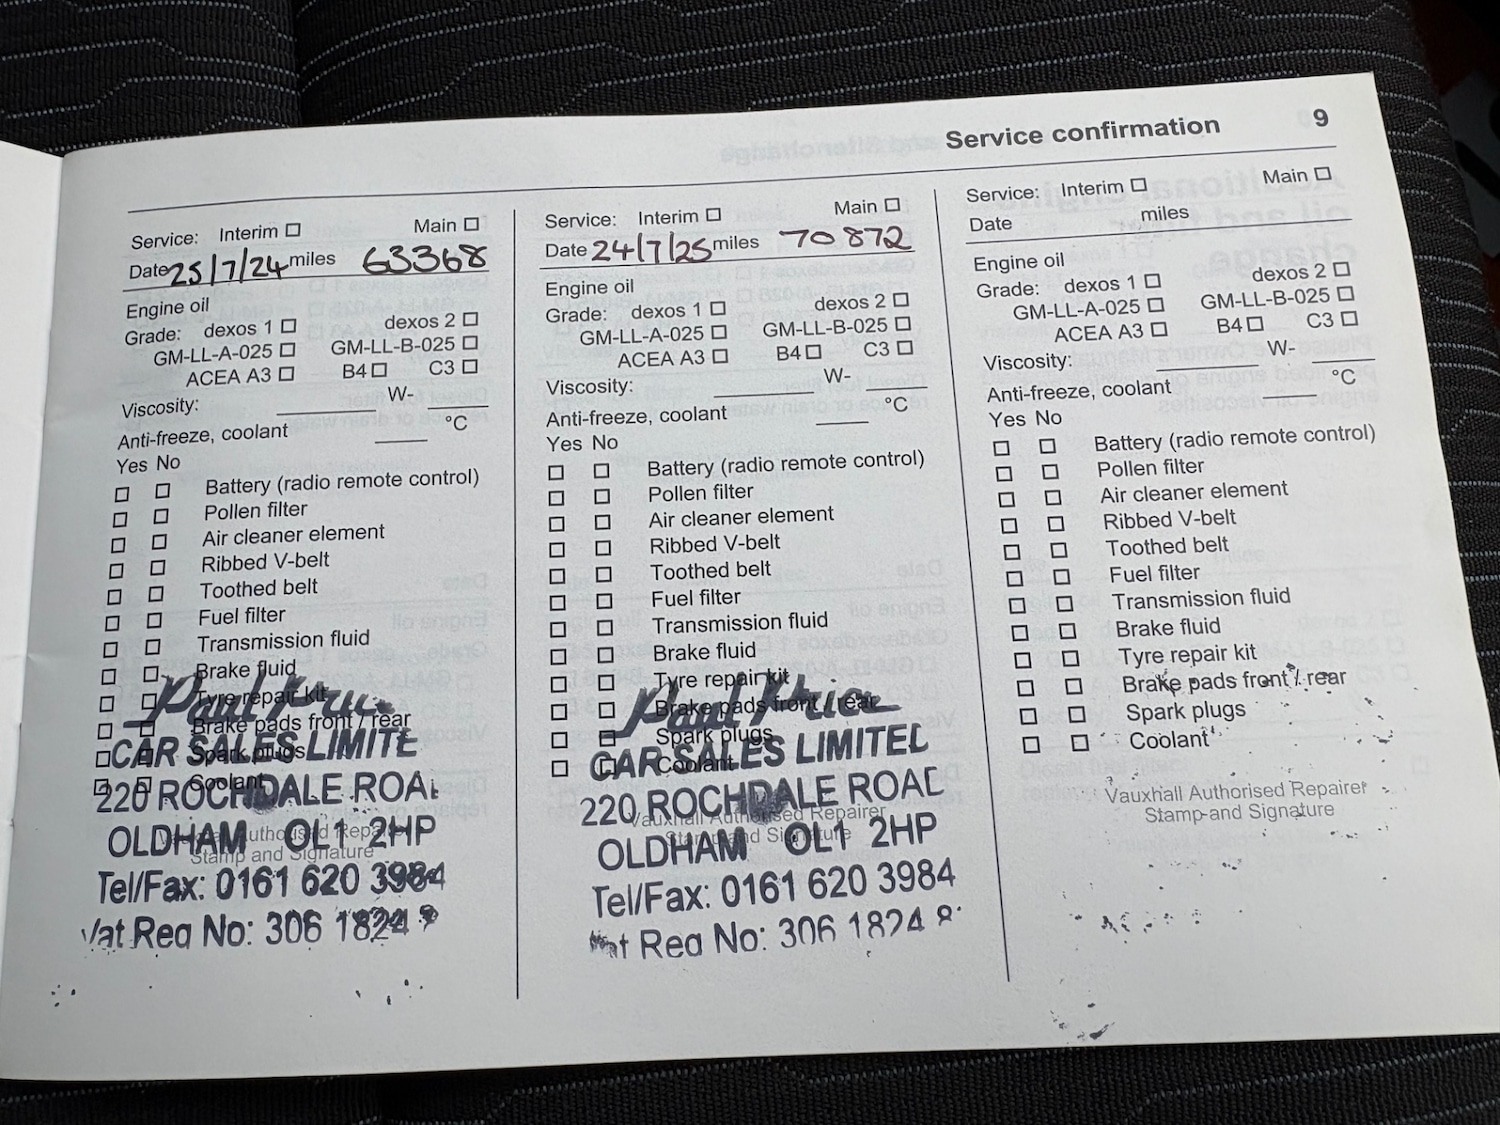 Service confirmation 9
Service: Interim ☐ Main ☐
Date 25/7/24 miles 63368
Engine oil
Grade: dexos 1 ☐ dexos 2 ☐
GM-LL-A-025 ☐ GM-LL-B-025 ☐
ACEA A3 ☐ B4 ☐ C3 ☐
Viscosity: W-
Anti-freeze, coolant °C
Yes No
☐ ☐ Battery (radio remote control)
☐ ☐ Pollen filter
☐ ☐ Air cleaner element
☐ ☐ Ribbed V-belt
☐ ☐ Toothed belt
☐ ☐ Fuel filter
☐ ☐ Transmission fluid
☐ ☐ Brake fluid
☐ ☐ Tyre repair kit
☐ ☐ Brake pads front / rear
☐ ☐ Spark plugs
☐ ☐ Coolant
Authorised Repairer
Stamp and Signature
Paul Price
CAR SALES LIMITE
220 ROCHDALE ROA
OLDHAM OL1 2HP
Tel/Fax: 0161 620 3984
Vat Reg No: 306 1824
Service: Interim ☐ Main ☐
Date 24/7/25 miles 70872
Engine oil
Grade: dexos 1 ☐ dexos 2 ☐
GM-LL-A-025 ☐ GM-LL-B-025 ☐
ACEA A3 ☐ B4 ☐ C3 ☐
Viscosity: W-
Anti-freeze, coolant °C
Yes No
☐ ☐ Battery (radio remote control)
☐ ☐ Pollen filter
☐ ☐ Air cleaner element
☐ ☐ Ribbed V-belt
☐ ☐ Toothed belt
☐ ☐ Fuel filter
☐ ☐ Transmission fluid
☐ ☐ Brake fluid
☐ ☐ Tyre repair kit
☐ ☐ Brake pads front / rear
☐ ☐ Spark plugs
☐ ☐ Coolant
Vauxhall Authorised Repairer
Stamp and Signature
Paul Price
CAR SALES LIMITED
220 ROCHDALE ROAD
OLDHAM OL1 2HP
Tel/Fax: 0161 620 3984
Vat Reg No: 306 1824
Service: Interim ☐ Main ☐
Date miles
Engine oil
Grade: dexos 1 ☐ dexos 2 ☐
GM-LL-A-025 ☐ GM-LL-B-025 ☐
ACEA A3 ☐ B4 ☐ C3 ☐
Viscosity: W-
Anti-freeze, coolant °C
Yes No
☐ ☐ Battery (radio remote control)
☐ ☐ Pollen filter
☐ ☐ Air cleaner element
☐ ☐ Ribbed V-belt
☐ ☐ Toothed belt
☐ ☐ Fuel filter
☐ ☐ Transmission fluid
☐ ☐ Brake fluid
☐ ☐ Tyre repair kit
☐ ☐ Brake pads front / rear
☐ ☐ Spark plugs
☐ ☐ Coolant
Vauxhall Authorised Repairer
Stamp and Signature